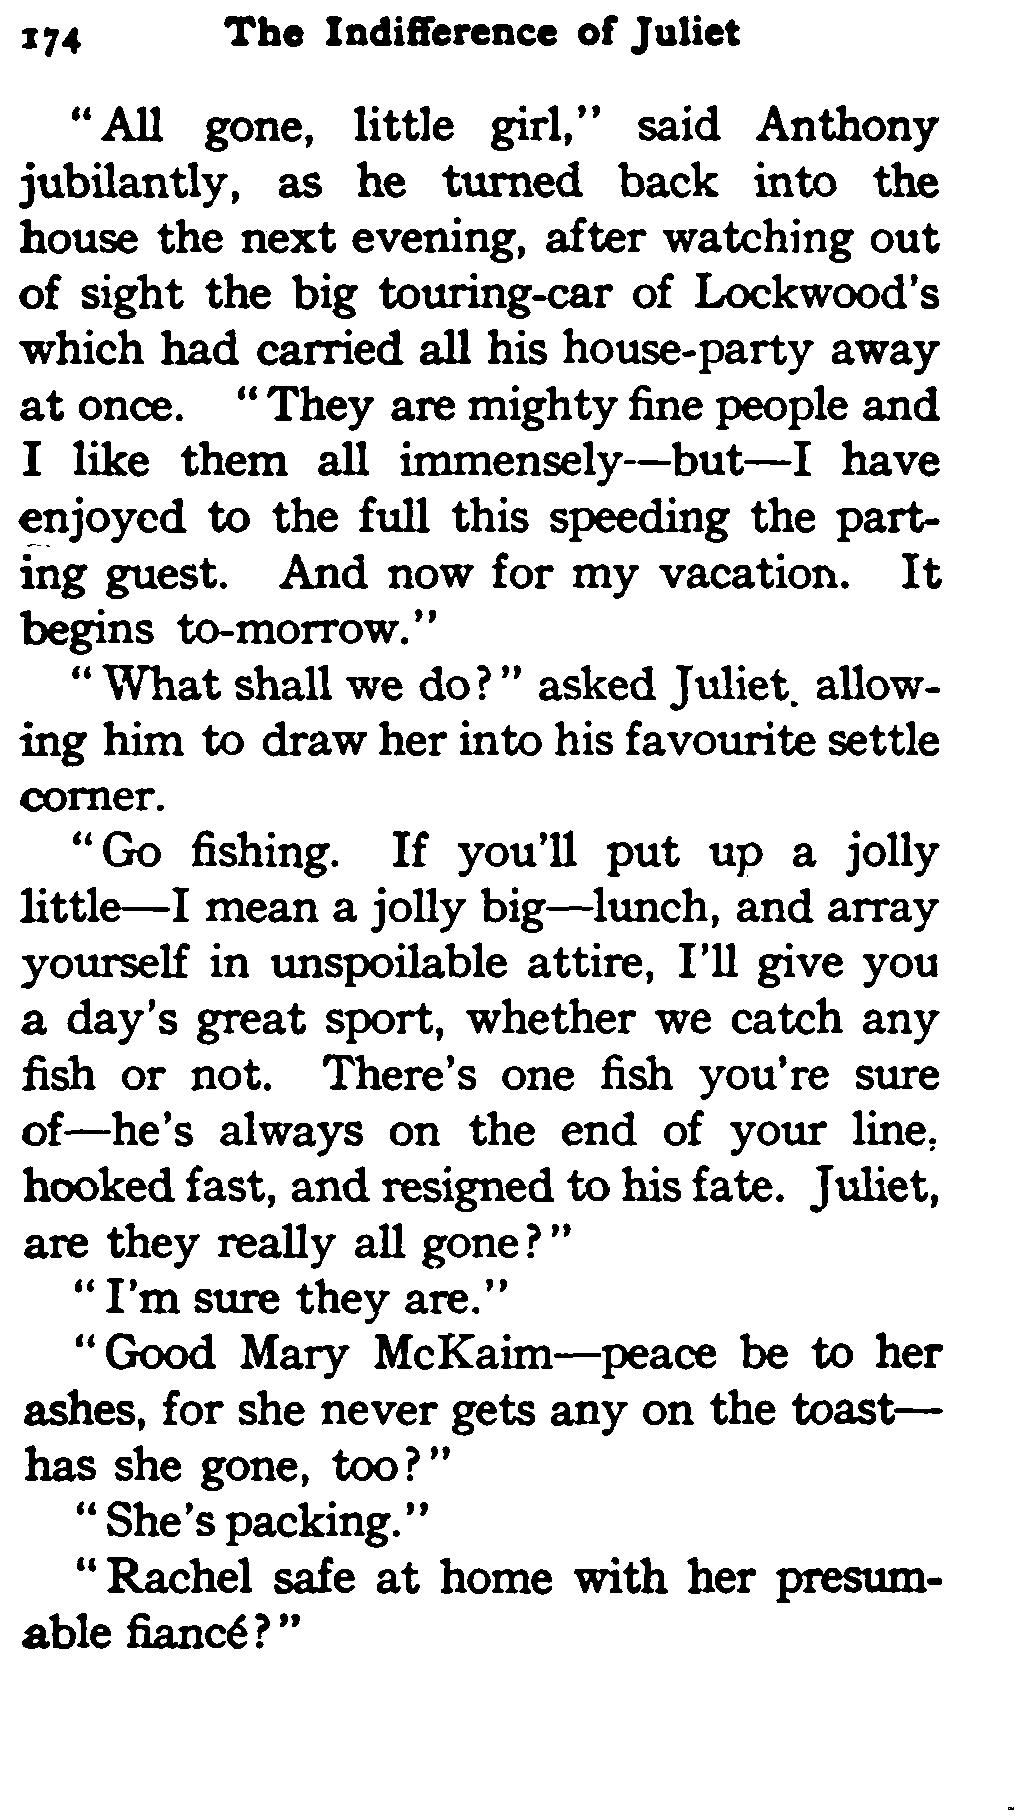 174 The Indifference of Juliet
"All gone, little girl," said Anthony
jubilantly, as he turned back into the
house the next evening, after watching out
of sight the big touring-car of Lockwood's
which had carried all his house-party away
at once. "They are mighty fine people and
I like them all immensely—but—I have
enjoyed to the full this speeding the part-
ing guest. And now for my vacation. It
begins to-morrow."
"What shall we do?" asked Juliet, allow-
ing him to draw her into his favourite settle
corner.
"Go fishing. If you'll put up a jolly
little—I mean a jolly big—lunch, and array
yourself in unspoilable attire, I'll give you
a day's great sport, whether we catch any
fish or not. There's one fish you're sure
of—he's always on the end of your line,
hooked fast, and resigned to his fate. Juliet,
are they really all gone?"
"I'm sure they are."
"Good Mary McKaim—peace be to her
ashes, for she never gets any on the toast—
has she gone, too?"
"She's packing."
"Rachel safe at home with her presum-
able fiancé?"